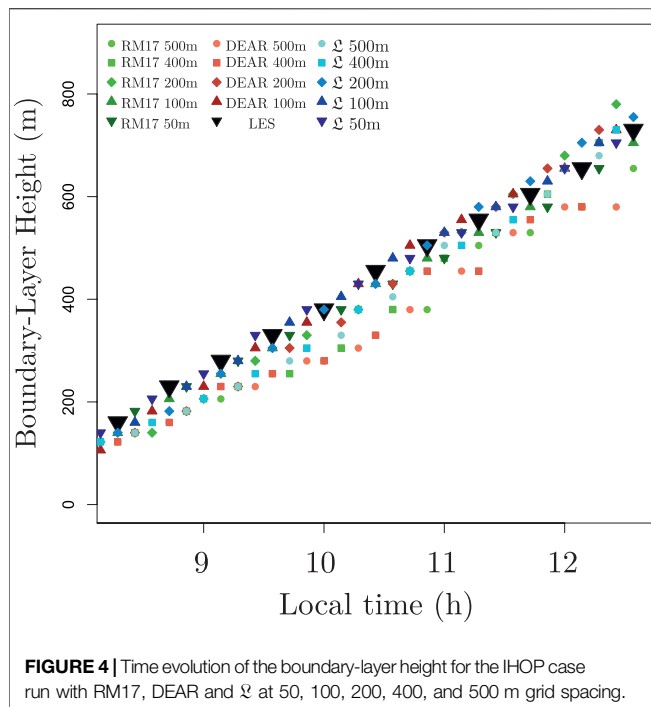 RM17 500m DEAR 500m 𝔏 500m
RM17 400m DEAR 400m 𝔏 400m
RM17 200m DEAR 200m 𝔏 200m
RM17 100m DEAR 100m 𝔏 100m
RM17 50m LES 𝔏 50m
Boundary-Layer Height (m)
800
600
400
200
0
9 10 11 12
Local time (h)
FIGURE 4 | Time evolution of the boundary-layer height for the IHOP case
run with RM17, DEAR and 𝔏 at 50, 100, 200, 400, and 500 m grid spacing.